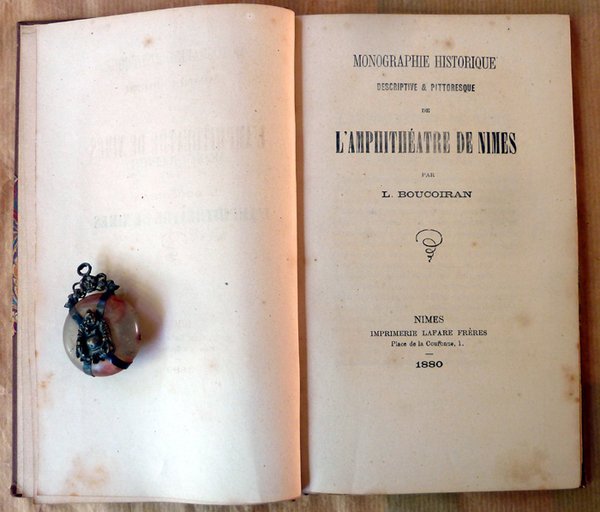 MONOGRAPHIE HISTORIQUE
DESCRIPTIVE & PITTORESQUE
DE
L'AMPHITHÉATRE DE NIMES
PAR
L. BOUCOIRAN
NIMES
IMPRIMERIE LAFARE FRÈRES
Place de la Couronne, 1.
1880